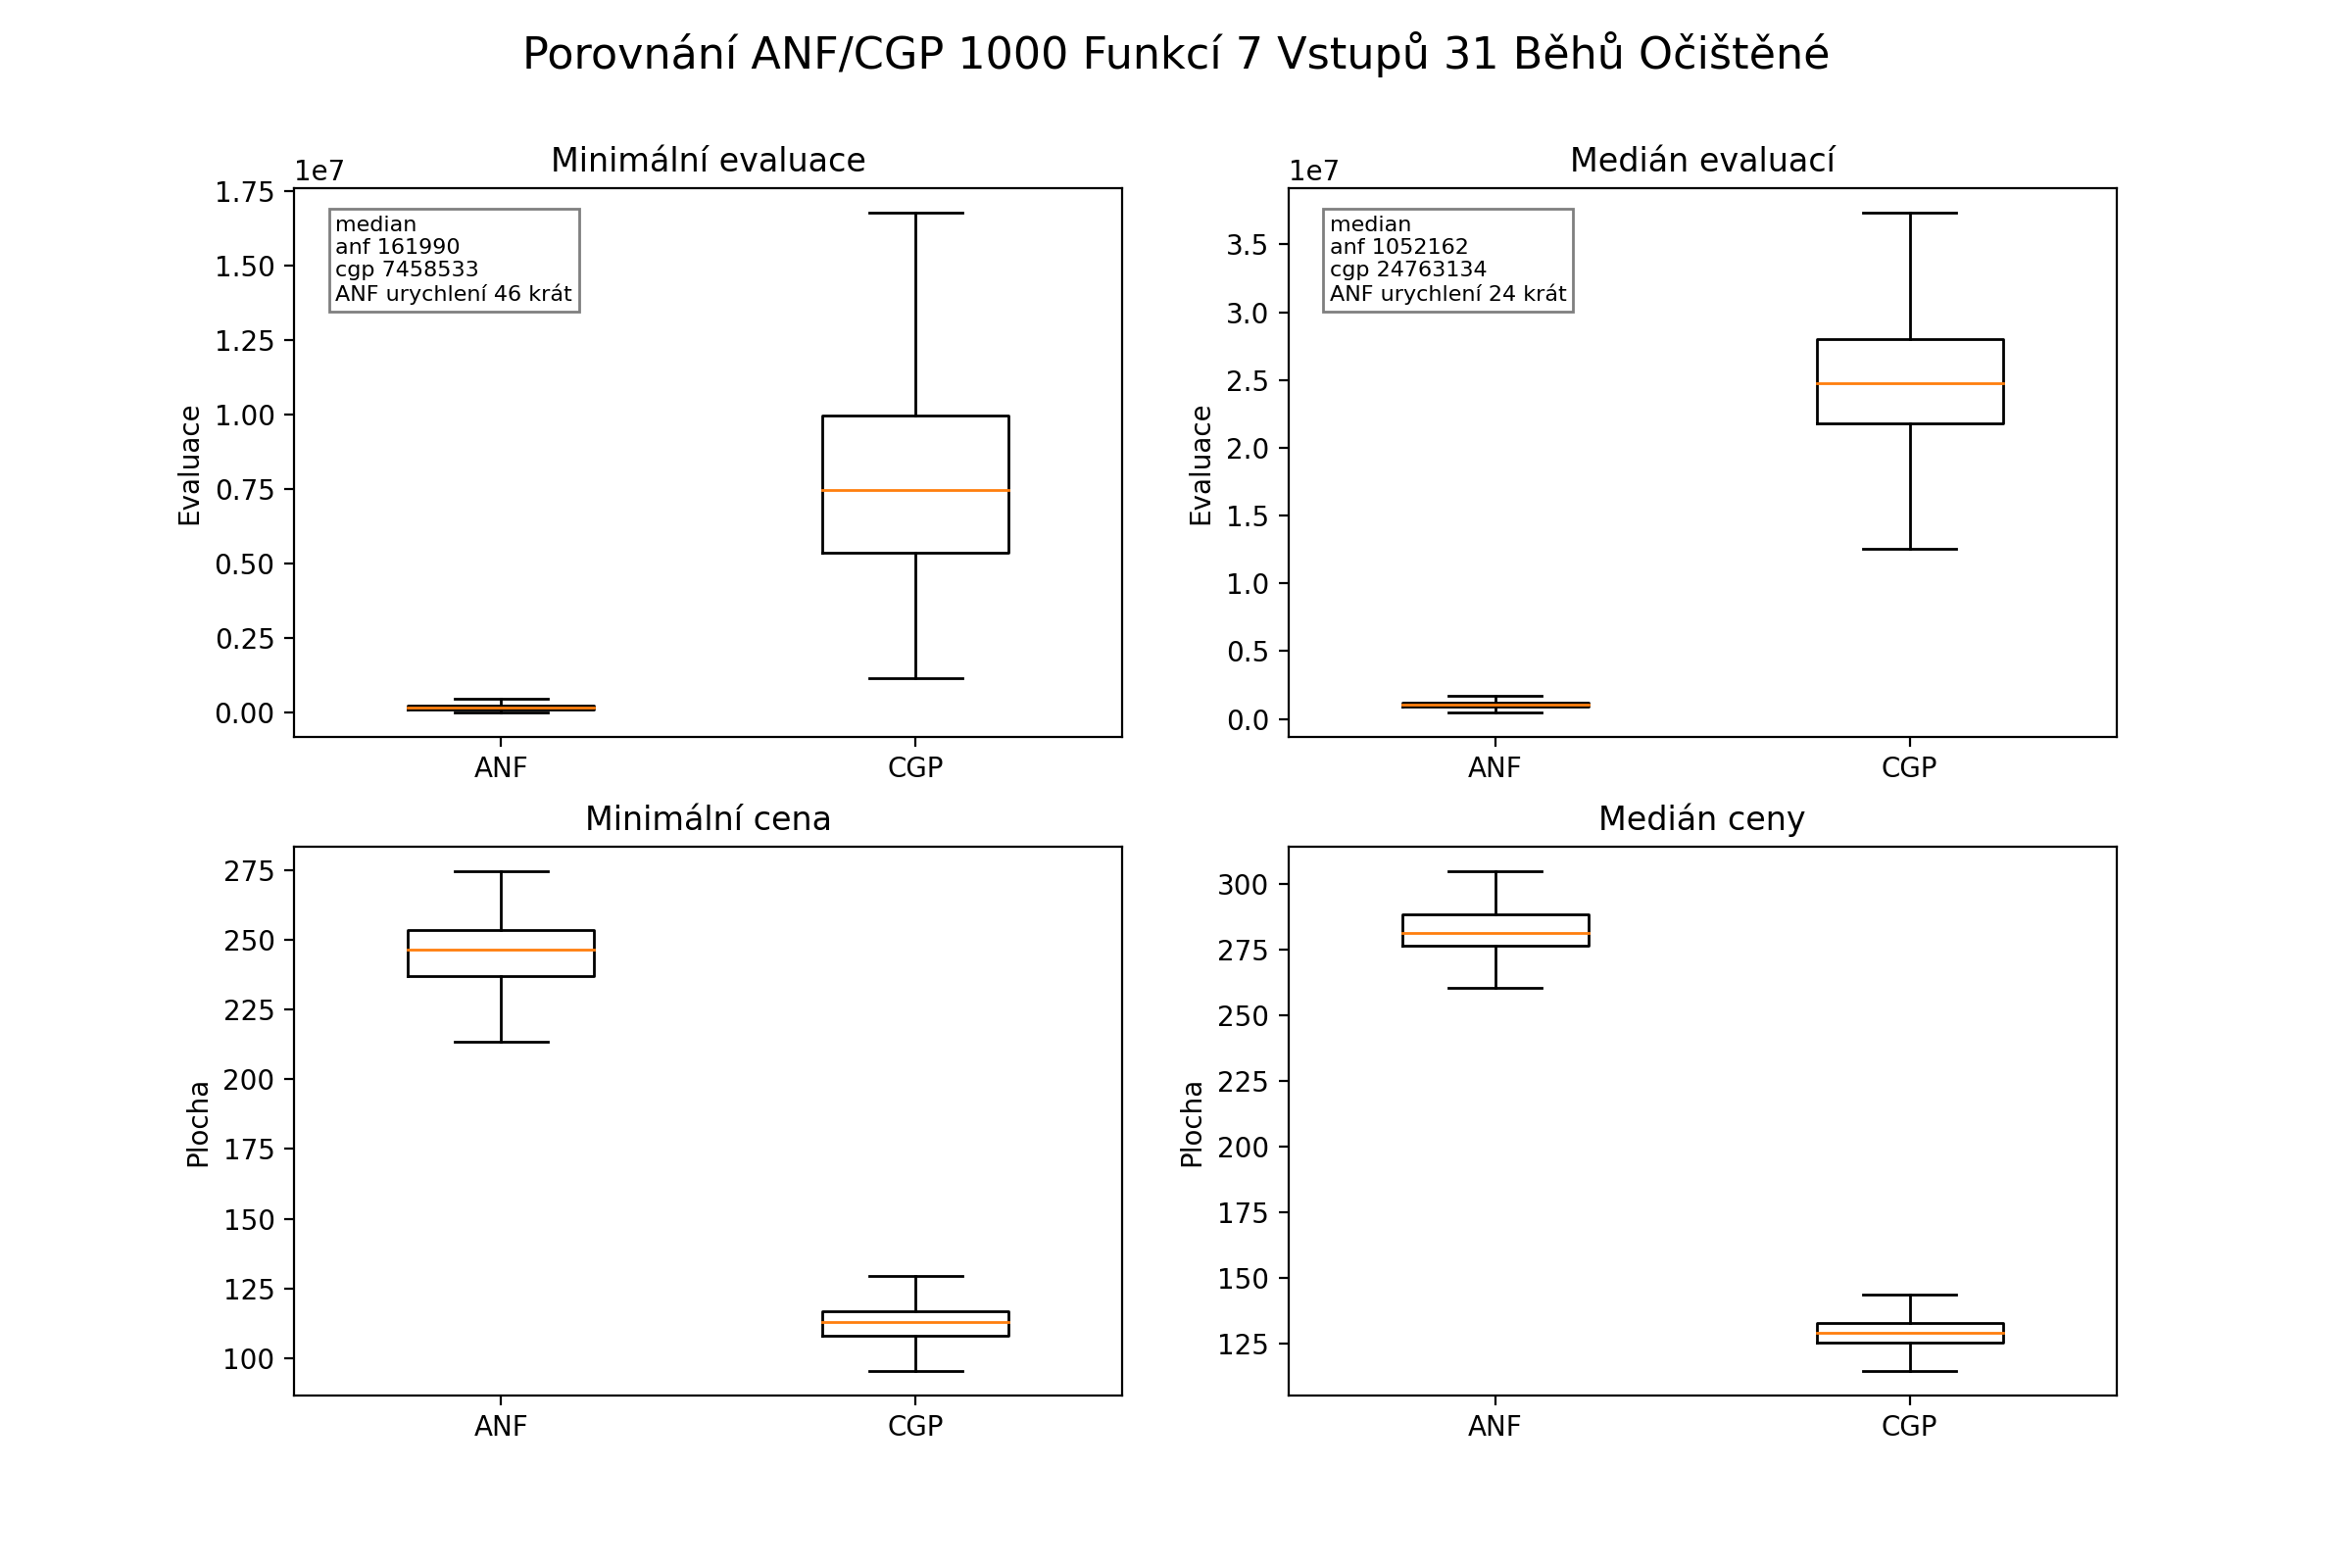 Porovnání ANF/CGP 1000 Funkcí 7 Vstupů 31 Běhů Očištěné
Minimální evaluace
1e7
1.75
1.50
1.25
1.00
0.75
0.50
0.25
0.00
Evaluace
median
anf 161990
cgp 7458533
ANF urychlení 46 krát
ANF
CGP
Medián evaluací
1e7
3.5
3.0
2.5
2.0
1.5
1.0
0.5
0.0
Evaluace
median
anf 1052162
cgp 24763134
ANF urychlení 24 krát
ANF
CGP
Minimální cena
275
250
225
200
175
150
125
100
Plocha
ANF
CGP
Medián ceny
300
275
250
225
200
175
150
125
Plocha
ANF
CGP